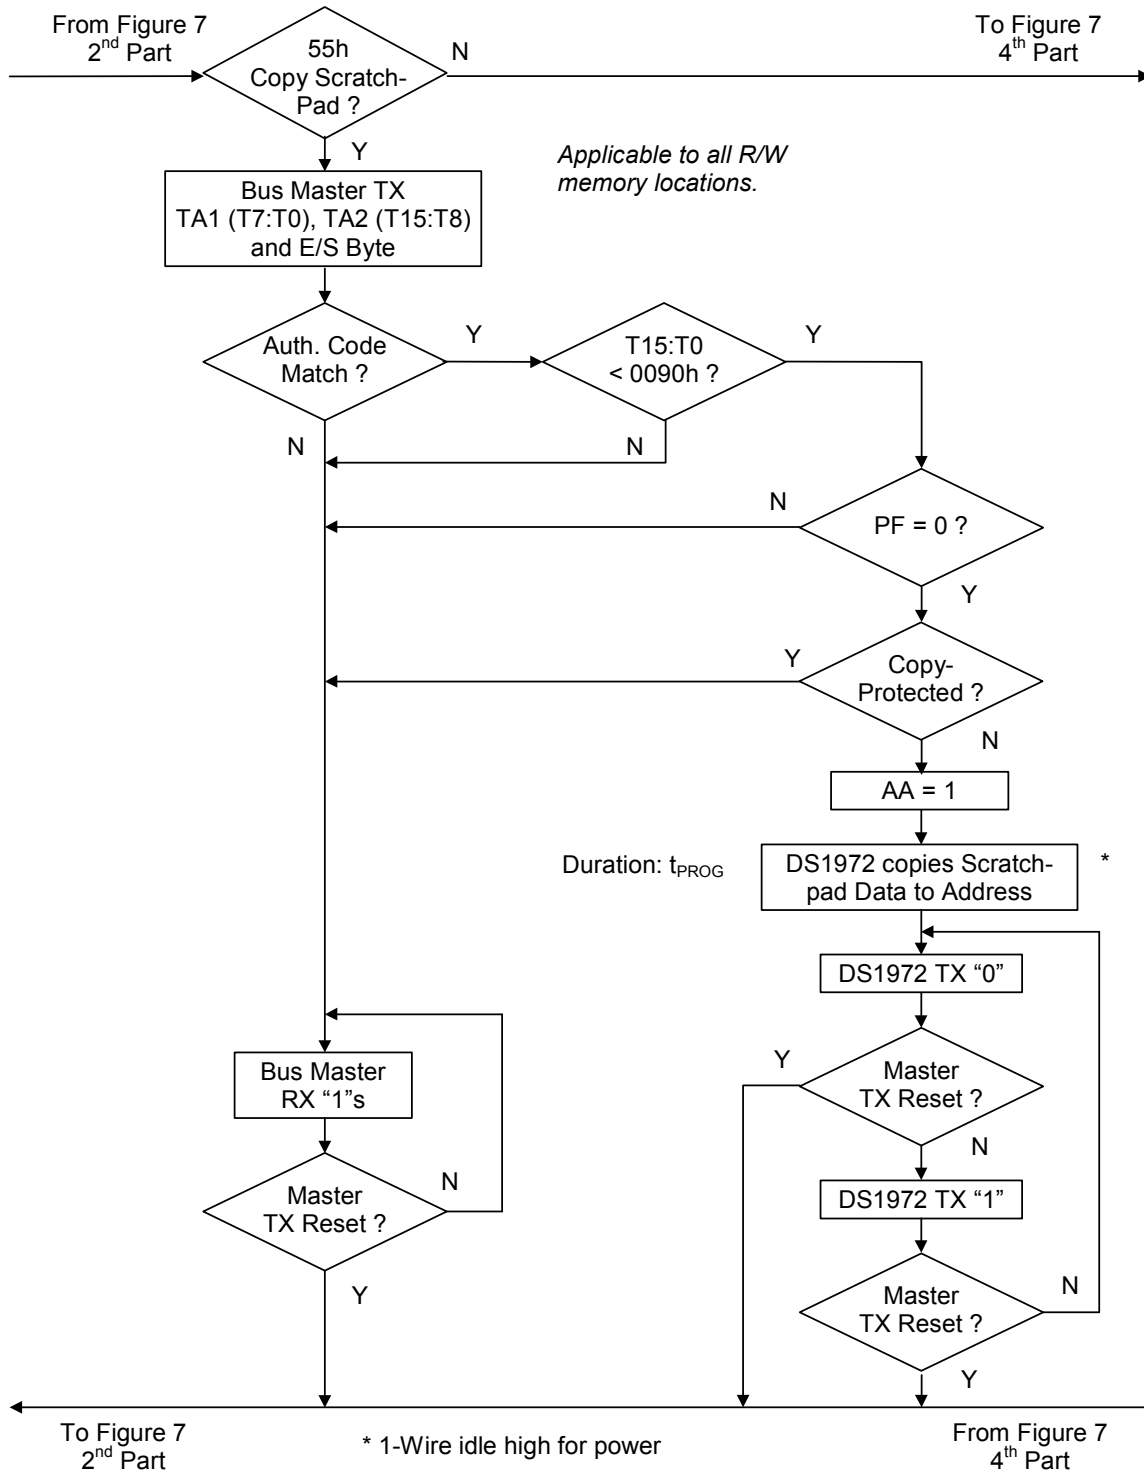 From Figure 7
2nd Part
55h
Copy Scratch-
Pad ?
N
To Figure 7
4th Part
Y
Applicable to all R/W
memory locations.
Bus Master TX
TA1 (T7:T0), TA2 (T15:T8)
and E/S Byte
Auth. Code
Match ?
Y
T15:T0
< 0090h ?
Y
N
N
N
PF = 0 ?
Y
Y
Copy-
Protected ?
N
AA = 1
Duration: tPROG
DS1972 copies Scratch-
pad Data to Address
*
DS1972 TX “0”
Y
Master
TX Reset ?
N
Bus Master
RX “1”s
DS1972 TX “1”
Master
TX Reset ?
N
Y
Master
TX Reset ?
N
Y
To Figure 7
2nd Part
* 1-Wire idle high for power
From Figure 7
4th Part